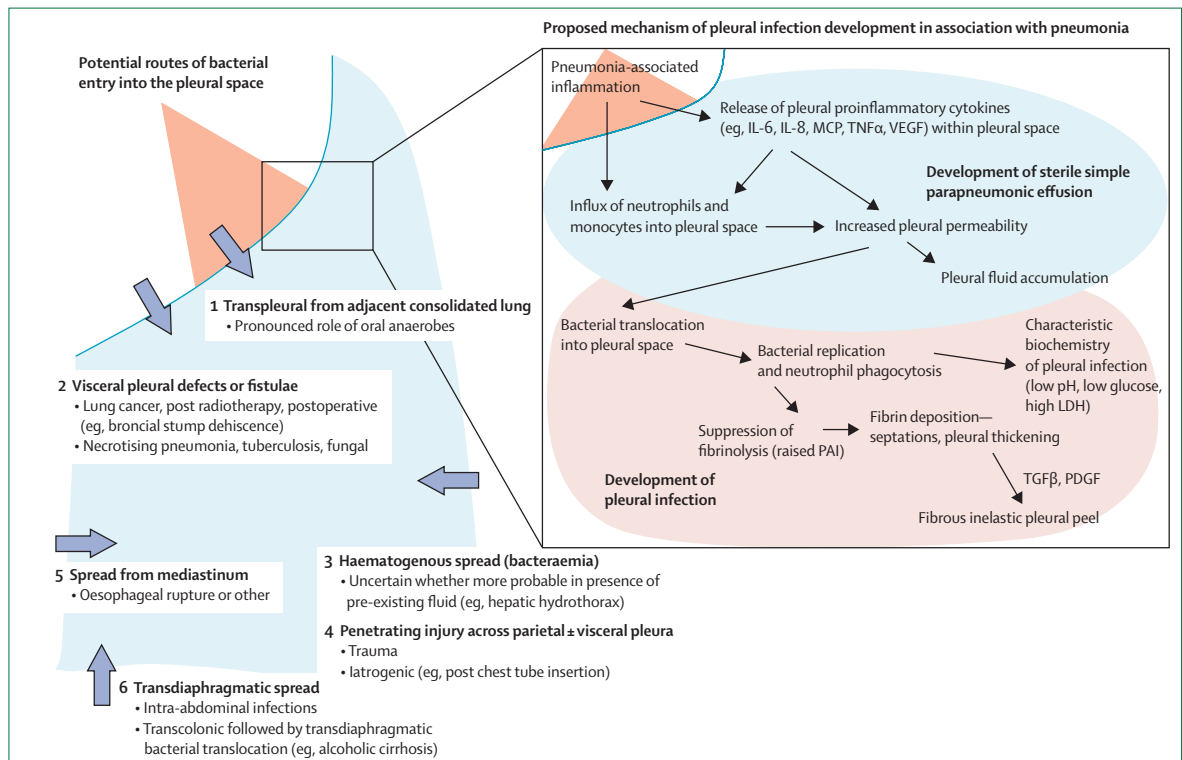 Proposed mechanism of pleural infection development in association with pneumonia
Potential routes of bacterial
entry into the pleural space
Pneumonia-associated
inflammation
Release of pleural proinflammatory cytokines
(eg, IL-6, IL-8, MCP, TNFα, VEGF) within pleural space
Development of sterile simple
parapneumonic effusion
Influx of neutrophils and
monocytes into pleural space
Increased pleural permeability
Pleural fluid accumulation
Bacterial translocation
into pleural space
Bacterial replication
and neutrophil phagocytosis
Characteristic
biochemistry
of pleural infection
(low pH, low glucose,
high LDH)
Suppression of
fibrinolysis (raised PAI)
Fibrin deposition—
septations, pleural thickening
Development of
pleural infection
TGFβ, PDGF
Fibrous inelastic pleural peel
1 Transpleural from adjacent consolidated lung
• Pronounced role of oral anaerobes
2 Visceral pleural defects or fistulae
• Lung cancer, post radiotherapy, postoperative
(eg, broncial stump dehiscence)
• Necrotising pneumonia, tuberculosis, fungal
3 Haematogenous spread (bacteraemia)
• Uncertain whether more probable in presence of
pre-existing fluid (eg, hepatic hydrothorax)
4 Penetrating injury across parietal ± visceral pleura
• Trauma
• Iatrogenic (eg, post chest tube insertion)
5 Spread from mediastinum
• Oesophageal rupture or other
6 Transdiaphragmatic spread
• Intra-abdominal infections
• Transcolonic followed by transdiaphragmatic
bacterial translocation (eg, alcoholic cirrhosis)